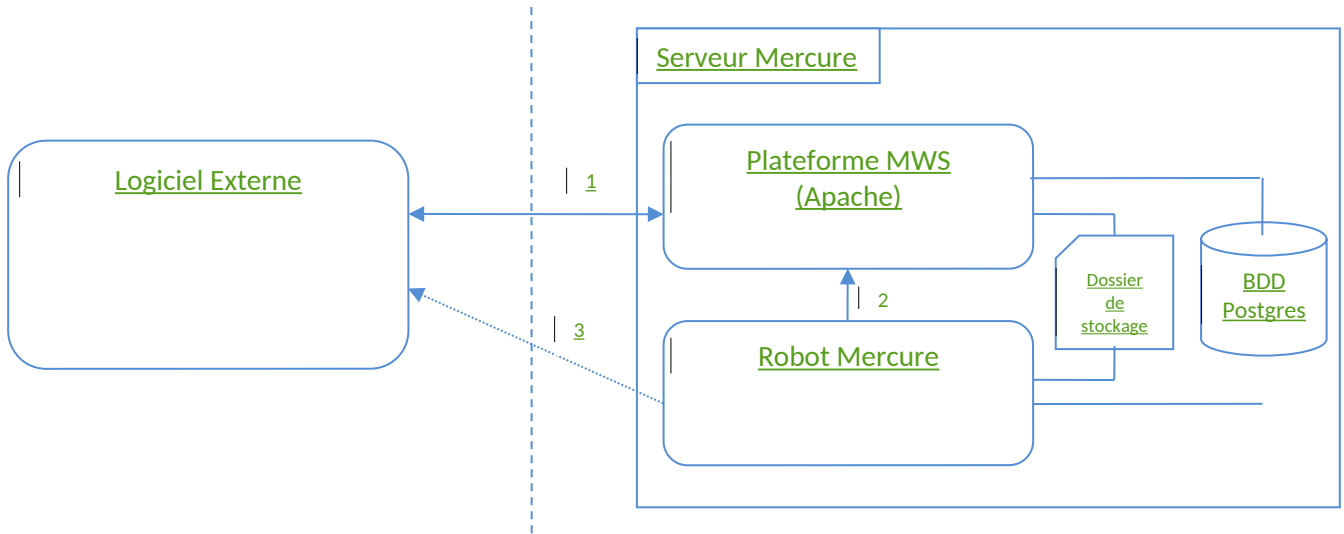 Serveur Mercure
Logiciel Externe
1
Plateforme MWS
(Apache)
2
3
Robot Mercure
Dossier
de
stockage
BDD
Postgres